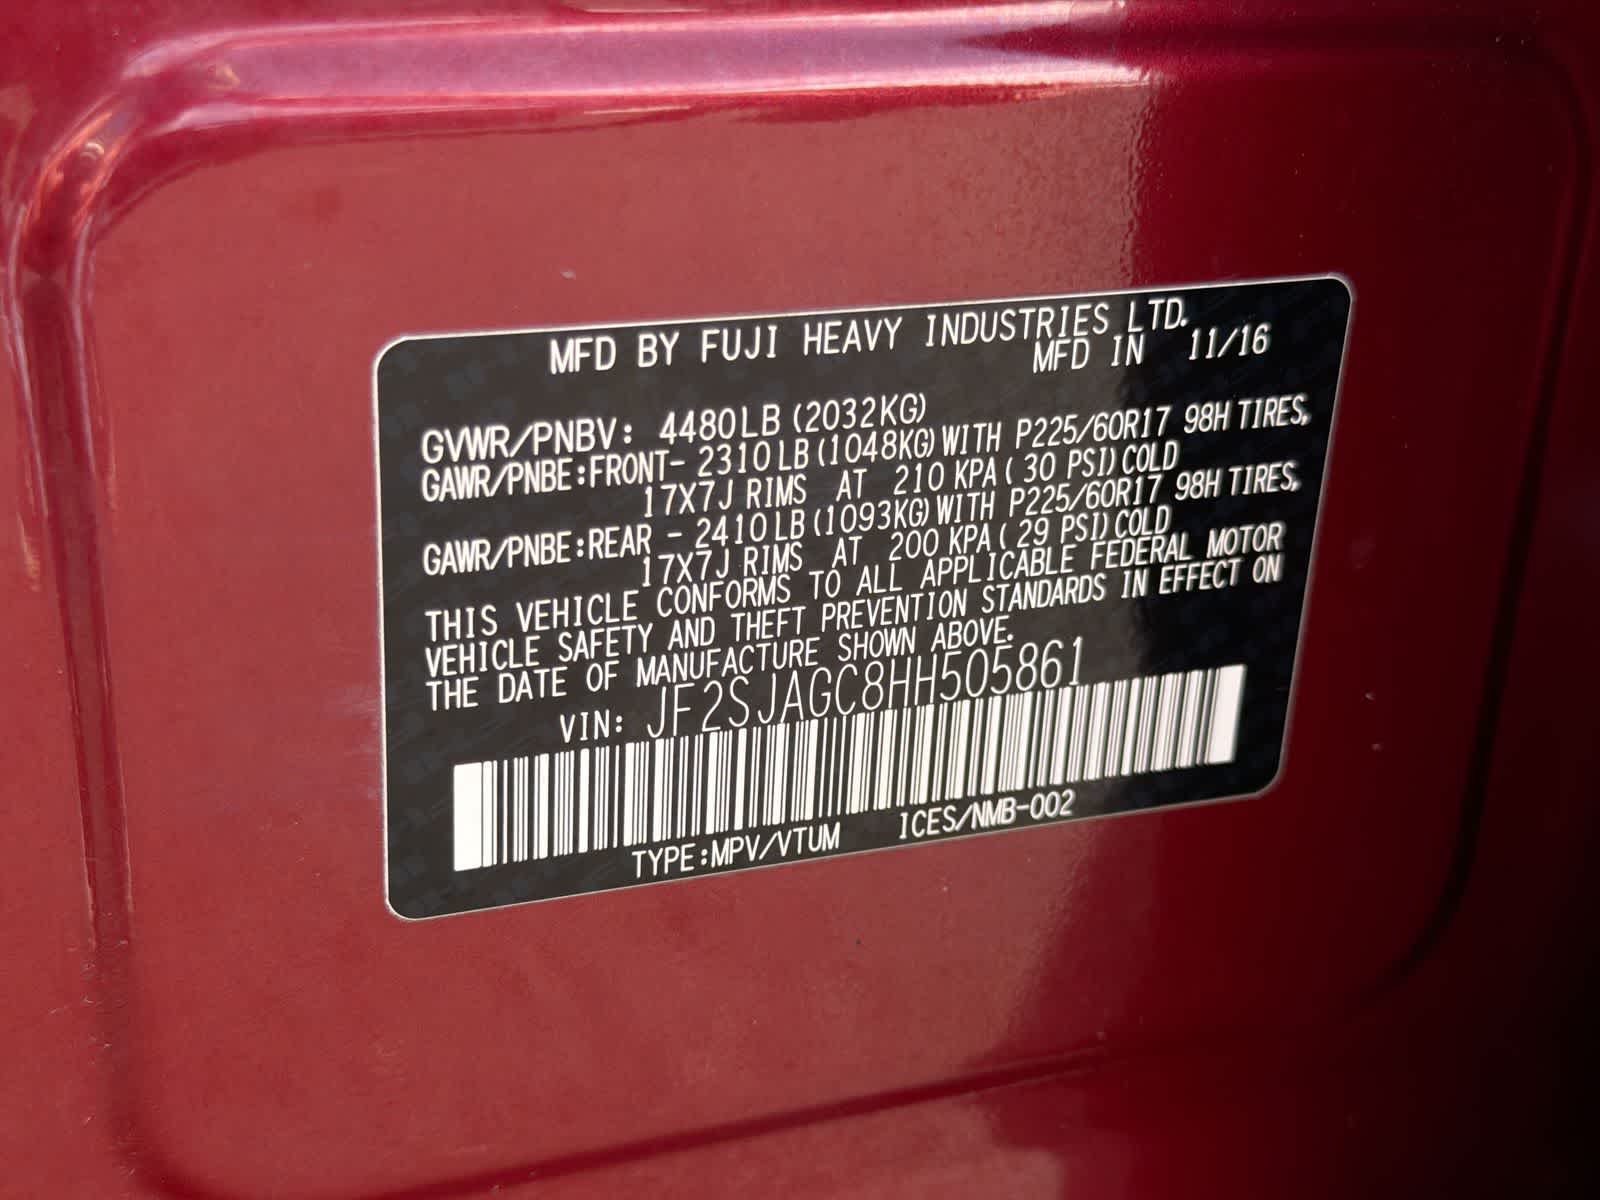 MFD BY FUJI HEAVY INDUSTRIES LTD.
MFD IN 11/16
GVWR/PNBV: 4480LB (2032KG)
GAWR/PNBE:FRONT- 2310LB (1048KG) WITH P225/60R17 98H TIRES,
17X7J RIMS AT 210 KPA ( 30 PSI) COLD
GAWR/PNBE:REAR - 2410LB (1093KG) WITH P225/60R17 98H TIRES,
17X7J RIMS AT 200 KPA ( 29 PSI) COLD
THIS VEHICLE CONFORMS TO ALL APPLICABLE FEDERAL MOTOR
VEHICLE SAFETY AND THEFT PREVENTION STANDARDS IN EFFECT ON
THE DATE OF MANUFACTURE SHOWN ABOVE.
VIN: JF2SJAGC8HH505861
TYPE:MPV/VTUM ICES/NMB-002